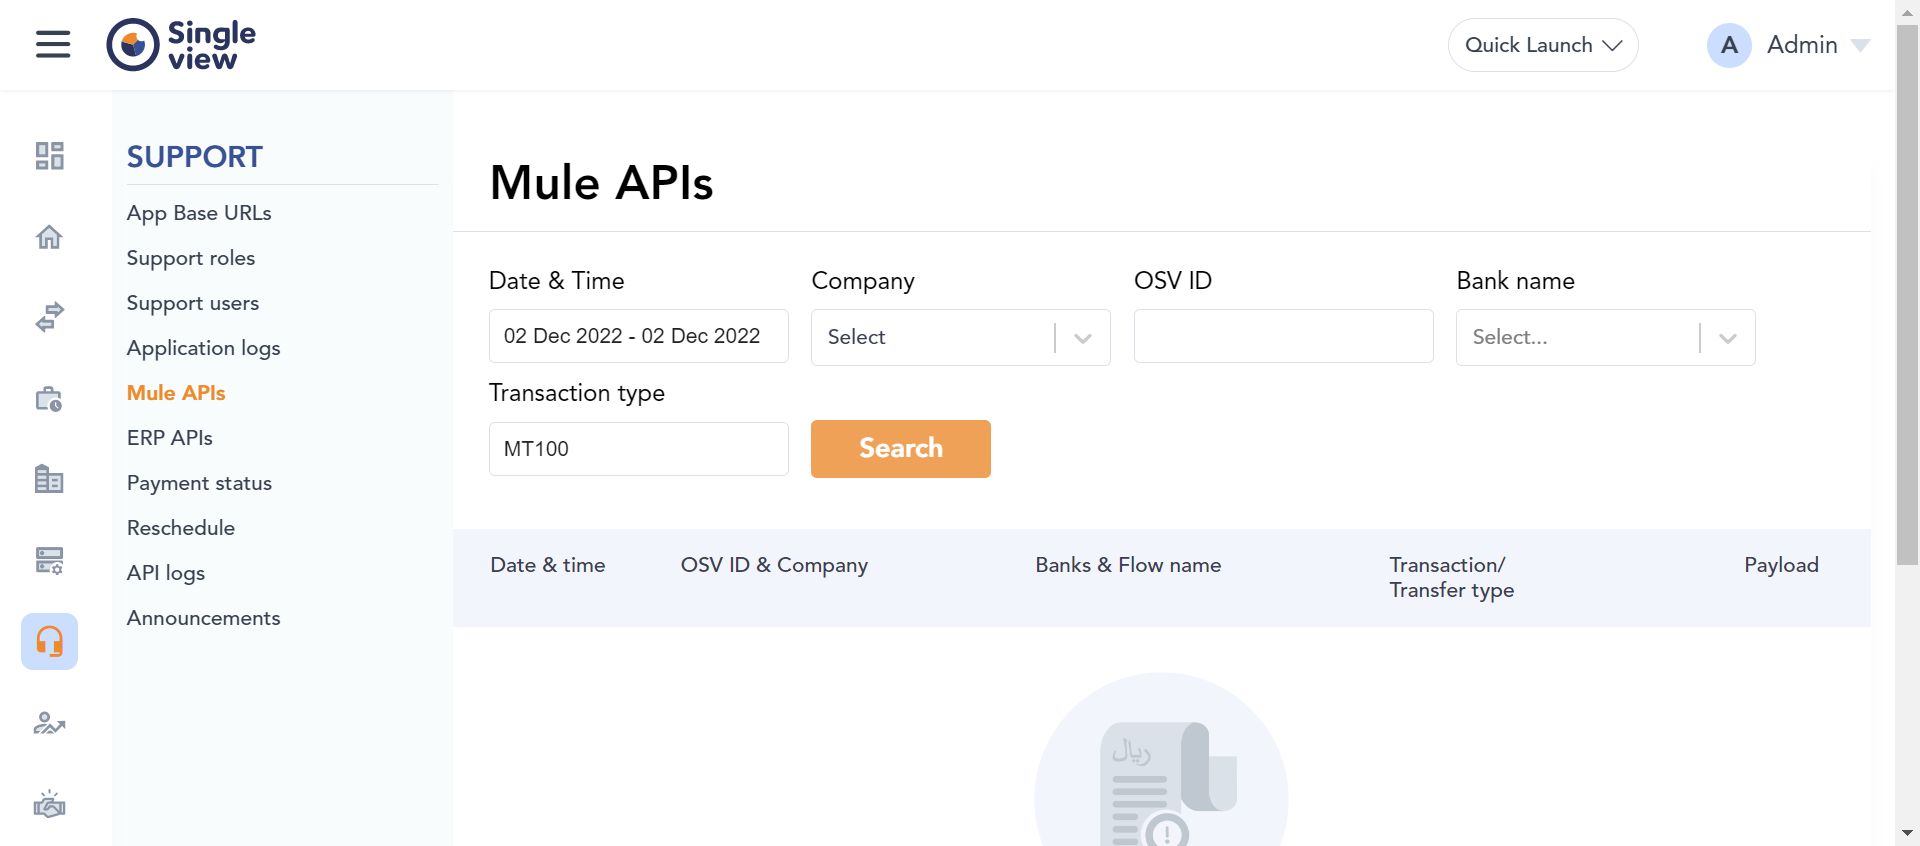 Single
view
Quick Launch
A
Admin
SUPPORT
App Base URLs
Support roles
Support users
Application logs
Mule APIs
ERP APIs
Payment status
Reschedule
API logs
Announcements
Mule APIs
Date & Time
Company
OSV ID
Bank name
02 Dec 2022 - 02 Dec 2022
Select
Select...
Transaction type
MT100
Search
Date & time
OSV ID & Company
Banks & Flow name
Transaction/
Transfer type
Payload
ريال